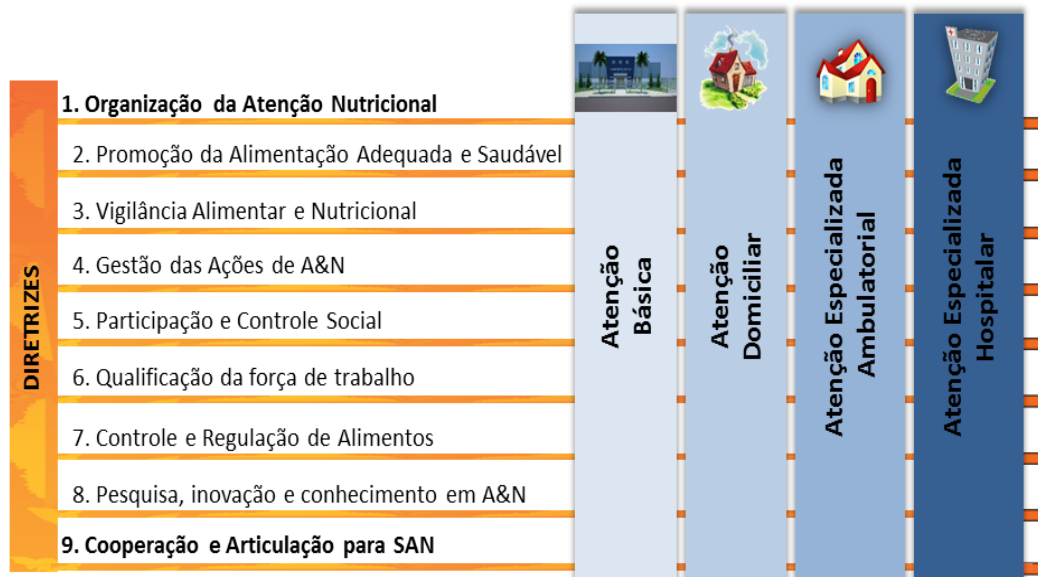 DIRETRIZES
1. Organização da Atenção Nutricional
2. Promoção da Alimentação Adequada e Saudável
3. Vigilância Alimentar e Nutricional
4. Gestão das Ações de A&N
5. Participação e Controle Social
6. Qualificação da força de trabalho
7. Controle e Regulação de Alimentos
8. Pesquisa, inovação e conhecimento em A&N
9. Cooperação e Articulação para SAN
Atenção
Básica
Atenção
Domiciliar
Atenção Especializada
Ambulatorial
Atenção Especializada
Hospitalar